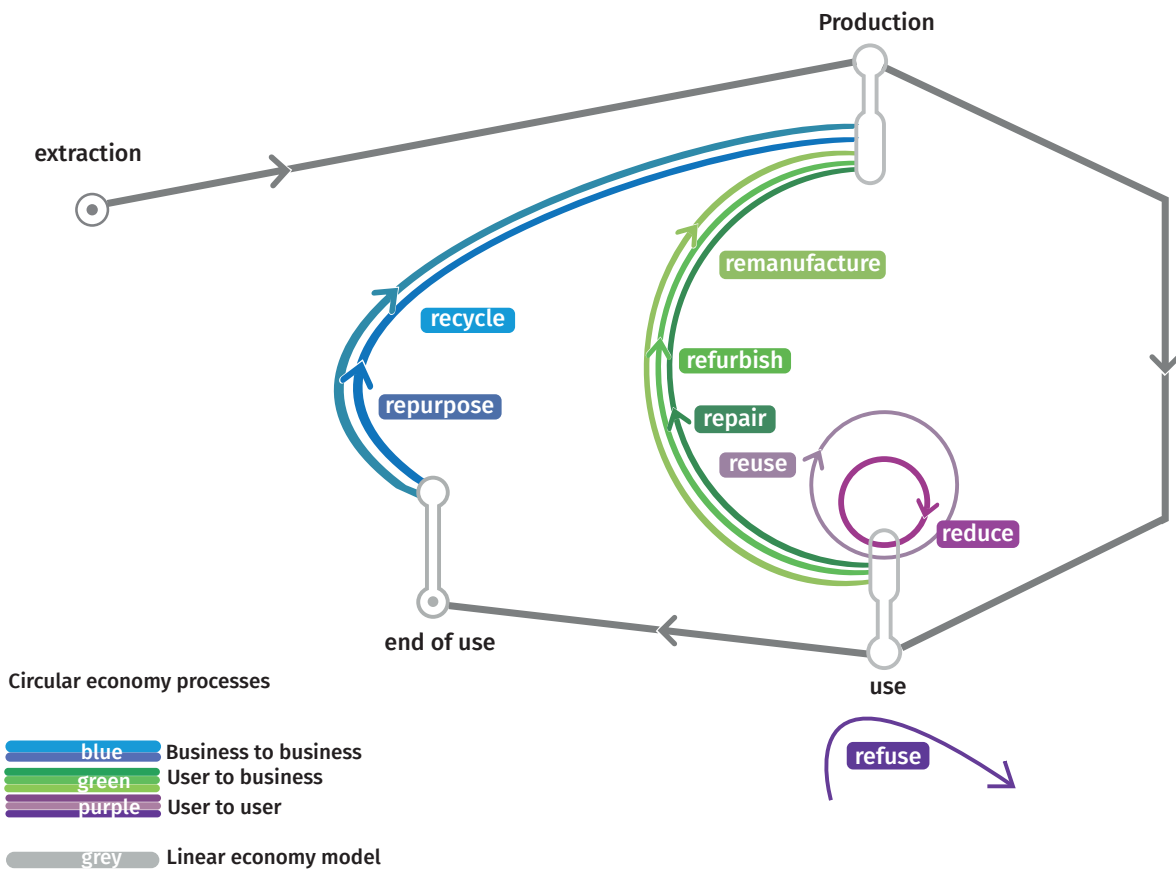 Production
extraction
remanufacture
recycle
refurbish
repurpose
repair
reuse
reduce
end of use
use
refuse
Circular economy processes
blue Business to business
green User to business
purple User to user
grey Linear economy model